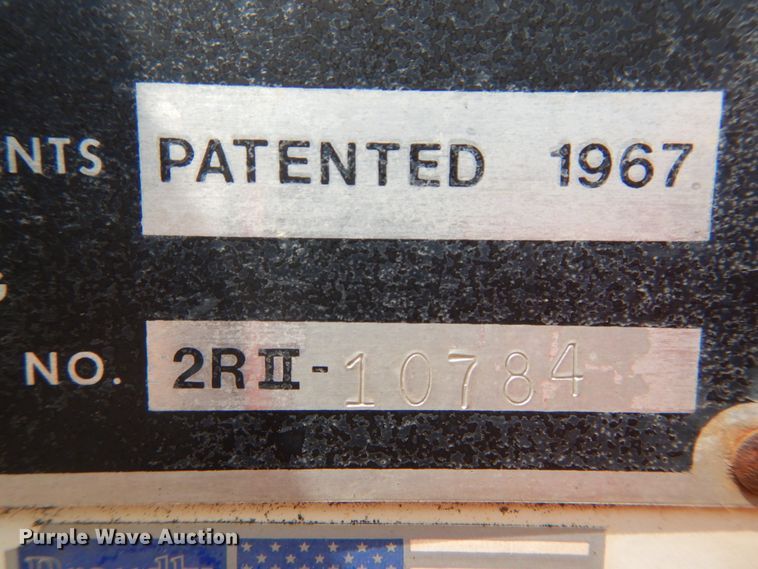 NTS PATENTED 1967
G
NO. 2RII-10784
Purple Wave Auction